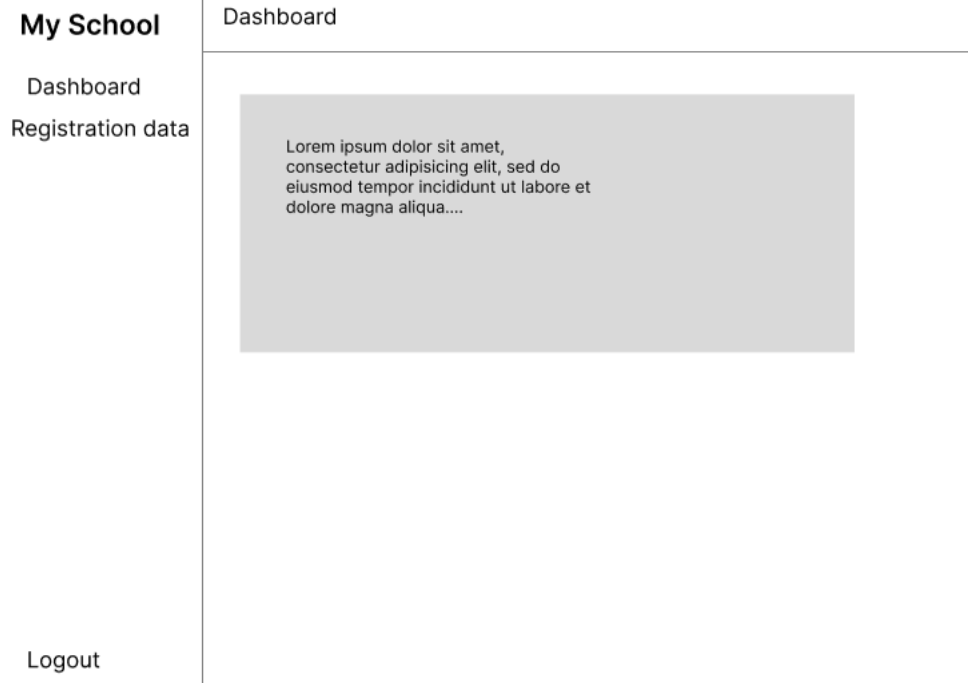 My School
Dashboard
Registration data
Logout
Dashboard
Lorem ipsum dolor sit amet,
consectetur adipisicing elit, sed do
eiusmod tempor incididunt ut labore et
dolore magna aliqua....